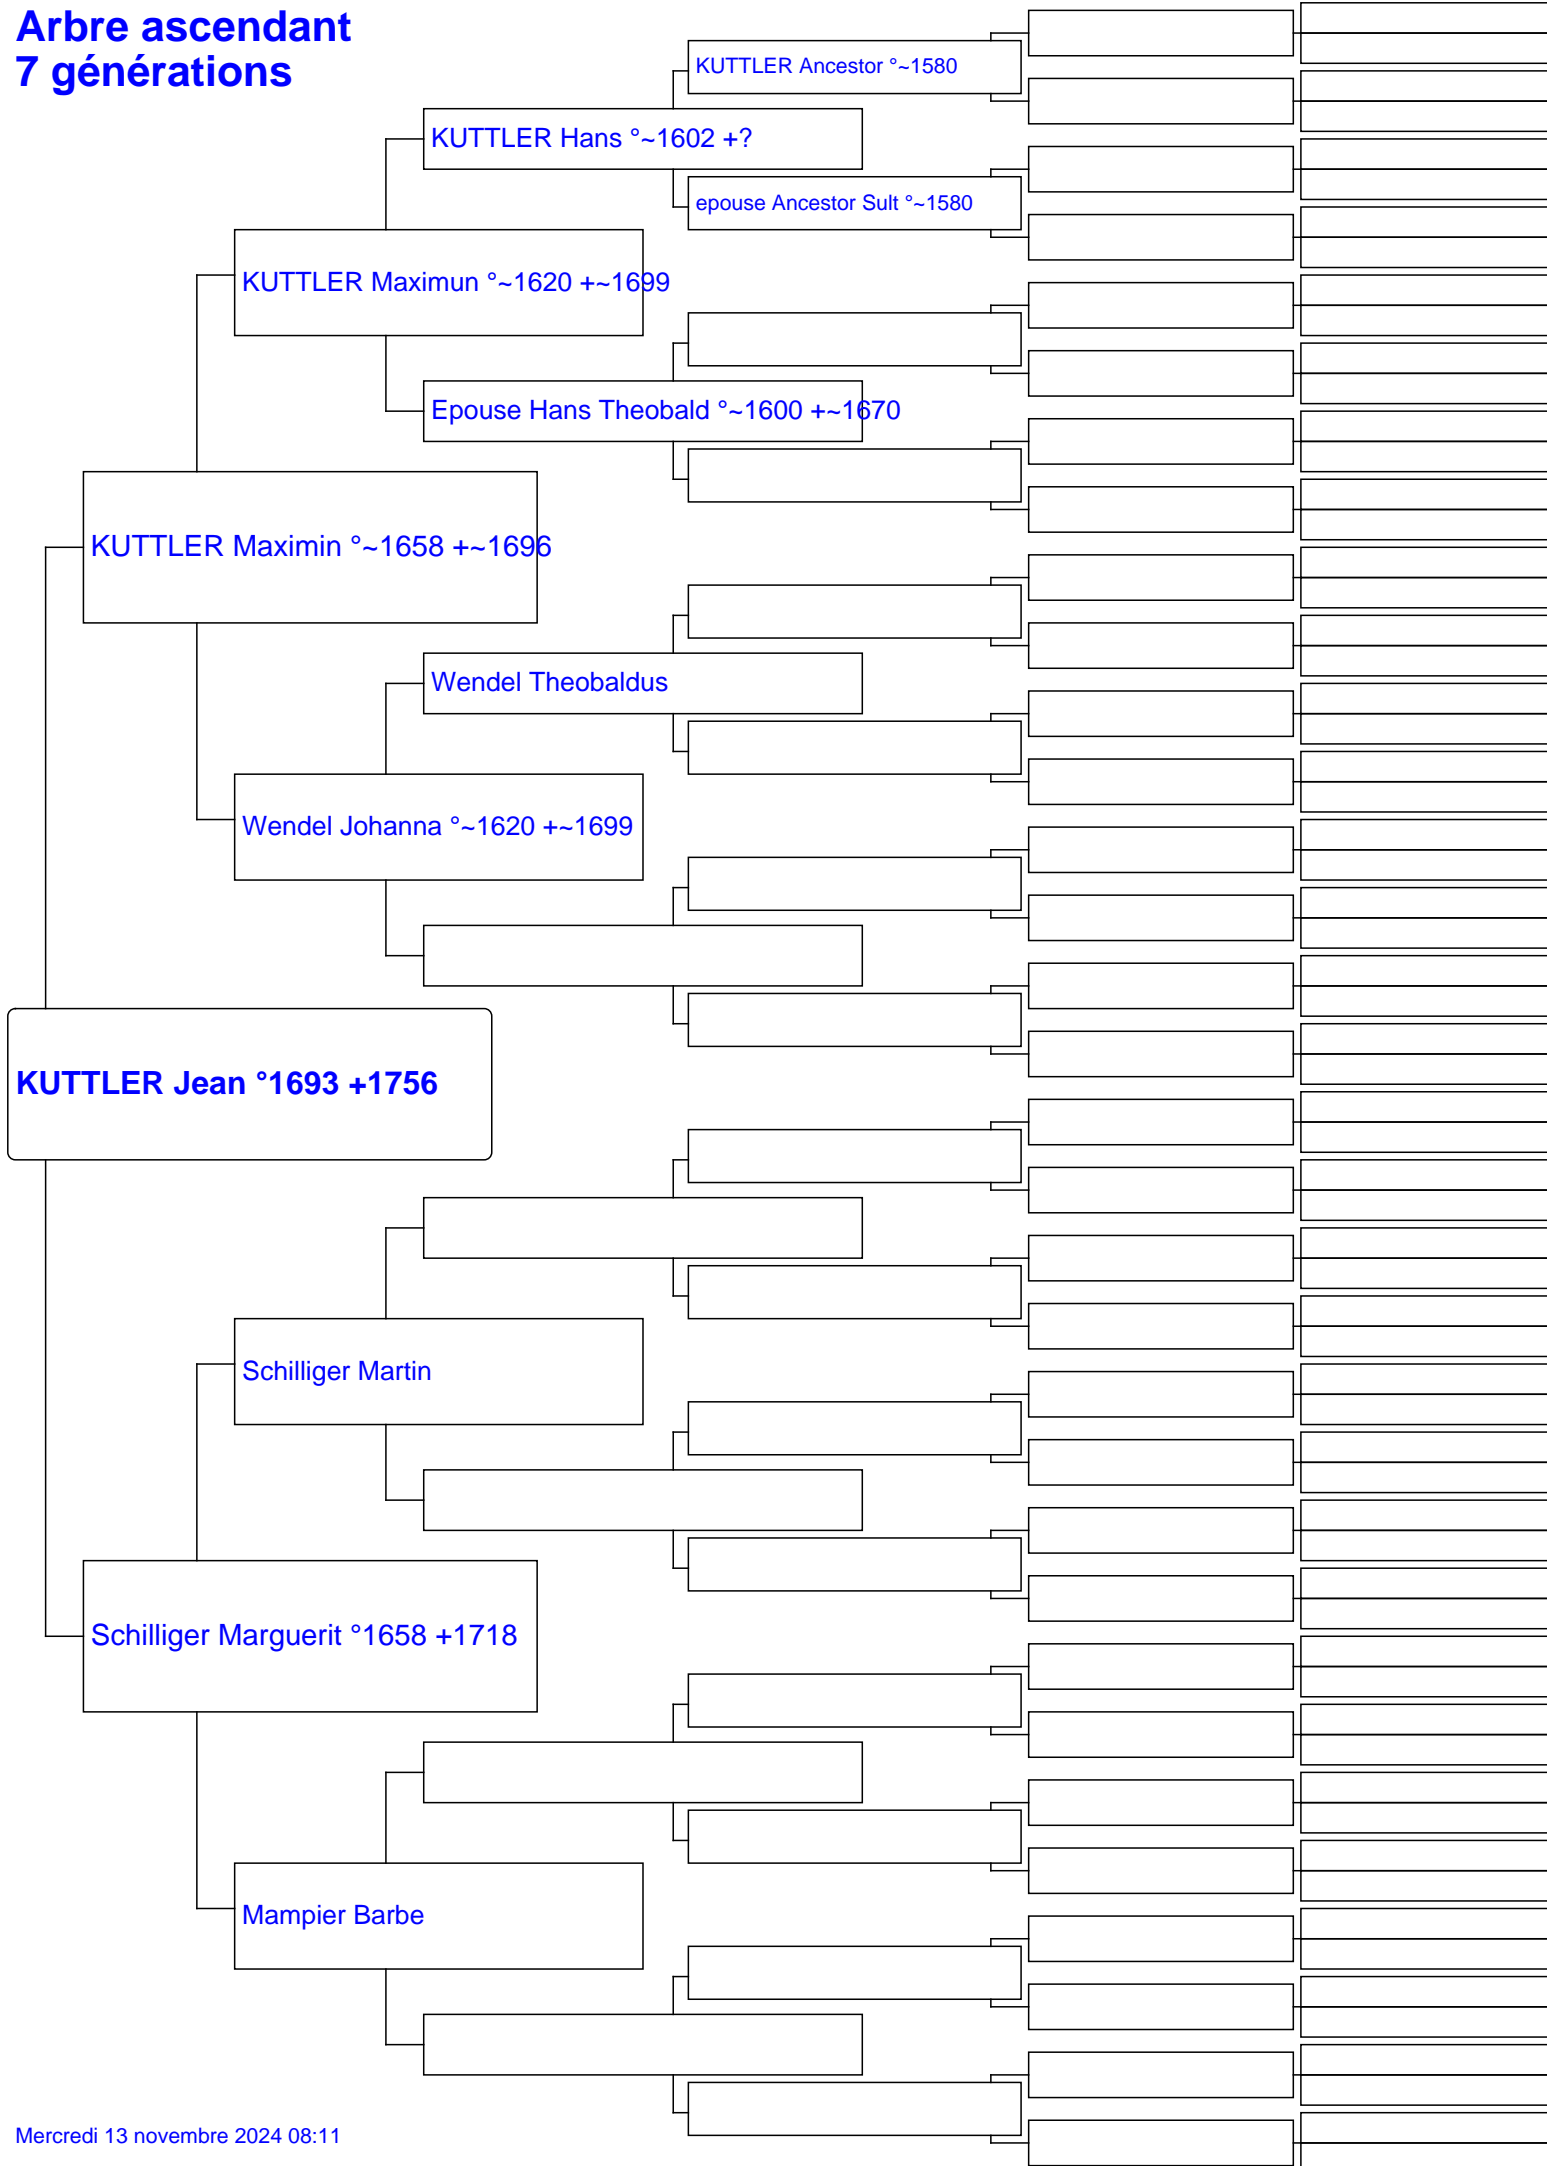 Arbre ascendant
7 générations
KUTTLER Ancestor °~1580
KUTTLER Hans °~1602 +?
epouse Ancestor Sult °~1580
KUTTLER Maximun °~1620 +~1699
Epouse Hans Theobald °~1600 +~1670
KUTTLER Maximin °~1658 +~1696
Wendel Theobaldus
Wendel Johanna °~1620 +~1699
KUTTLER Jean °1693 +1756
Schilliger Martin
Schilliger Marguerit °1658 +1718
Mampier Barbe
Mercredi 13 novembre 2024 08:11